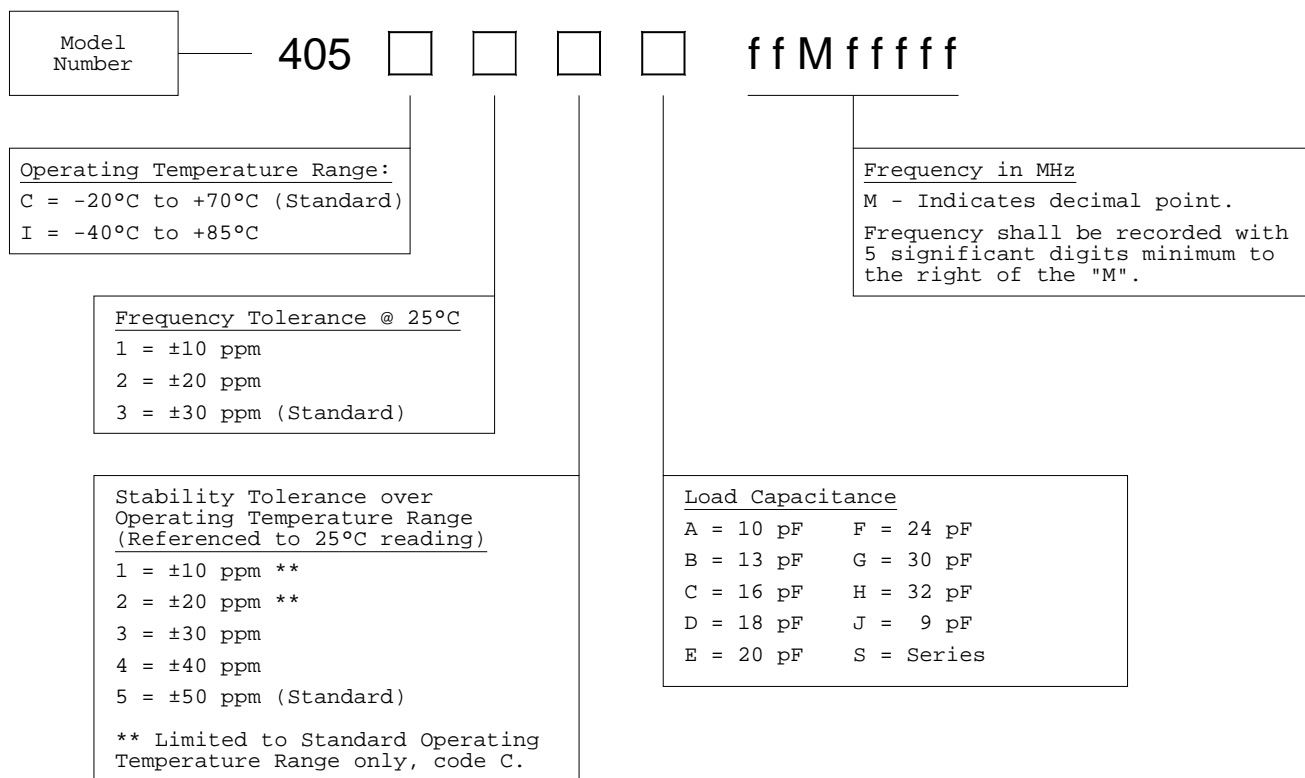 Model
Number
405 □ □ □ □ ffMfffff
Operating Temperature Range:
C = -20°C to +70°C (Standard)
I = -40°C to +85°C
Frequency in MHz
M - Indicates decimal point.
Frequency shall be recorded with
5 significant digits minimum to
the right of the "M".
Frequency Tolerance @ 25°C
1 = ±10 ppm
2 = ±20 ppm
3 = ±30 ppm (Standard)
Stability Tolerance over
Operating Temperature Range
(Referenced to 25°C reading)
1 = ±10 ppm **
2 = ±20 ppm **
3 = ±30 ppm
4 = ±40 ppm
5 = ±50 ppm (Standard)
** Limited to Standard Operating
Temperature Range only, code C.
Load Capacitance
A = 10 pF F = 24 pF
B = 13 pF G = 30 pF
C = 16 pF H = 32 pF
D = 18 pF J = 9 pF
E = 20 pF S = Series